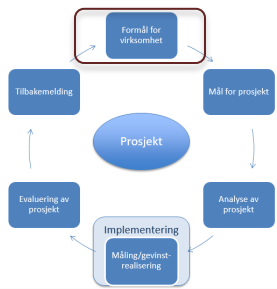 Formål for
virksomhet
Mål for prosjekt
Analyse av
prosjekt
Implementering
Måling/gevinst-
realisering
Evaluering av
prosjekt
Tilbakemelding
Prosjekt